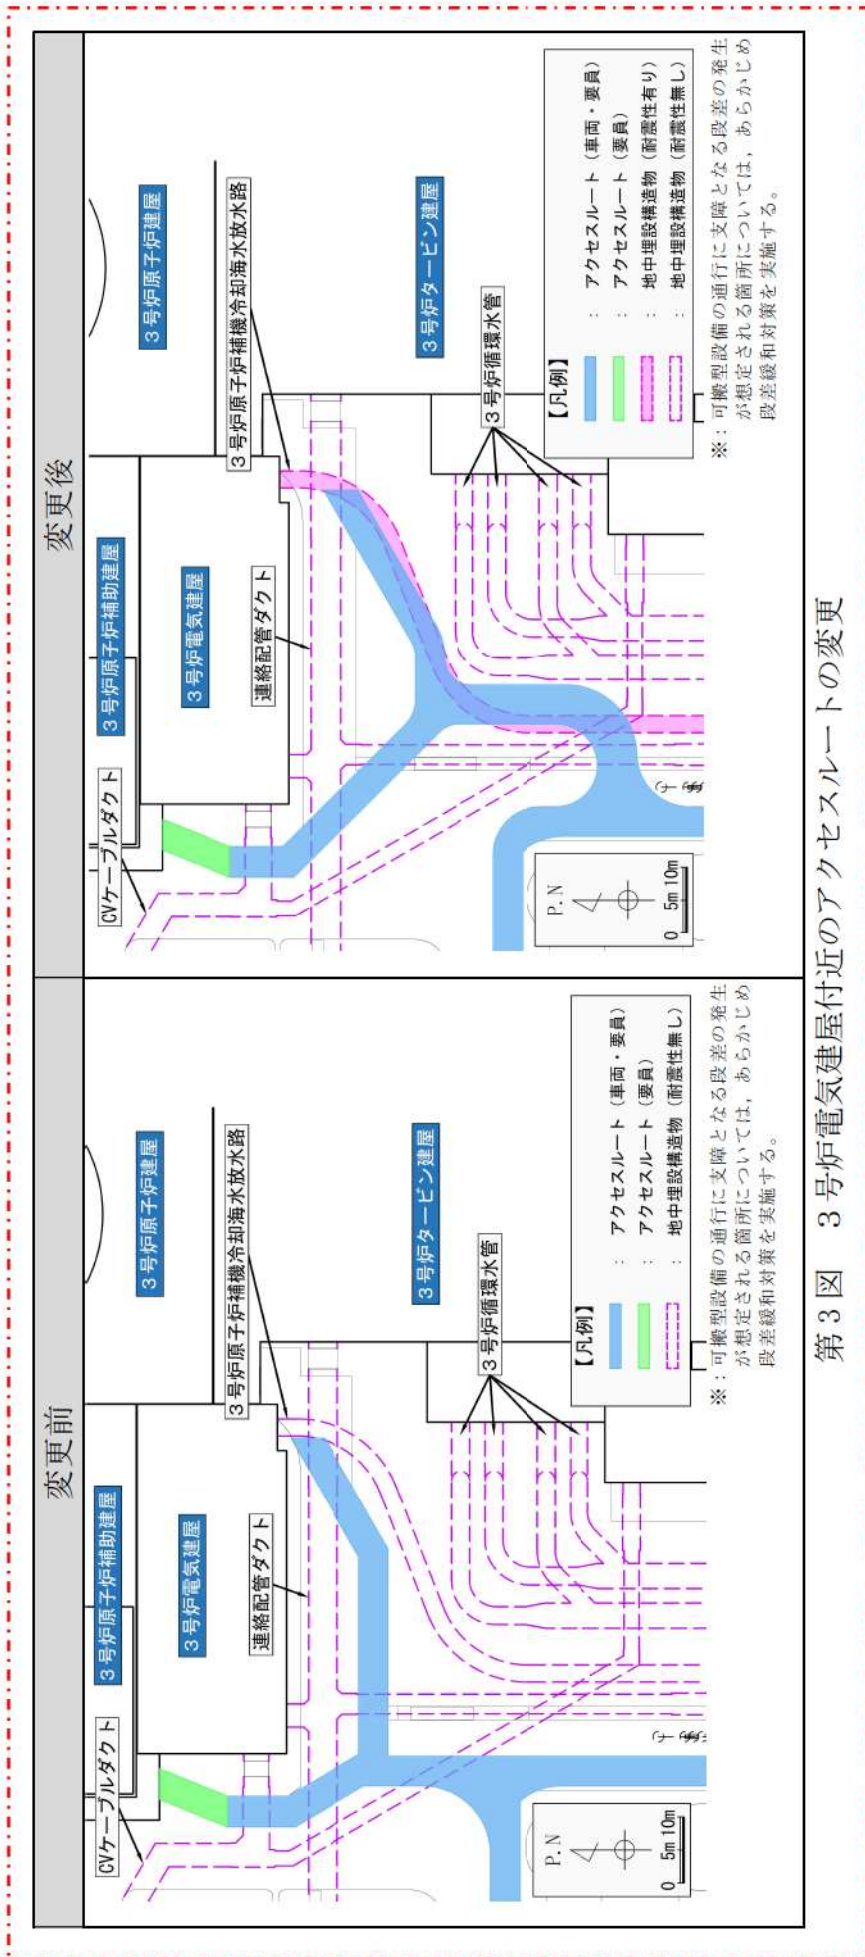 変更前
3号炉原子炉補助建屋
3号炉原子炉建屋
CVケーブルダクト
3号炉電気建屋
3号炉原子炉補機冷却海水放水路
連絡配管ダクト
3号炉タービン建屋
3号炉循環水管
P.N
0 5m 10m
【凡例】
: アクセスルート（車両・要員）
: アクセスルート（要員）
: 地中埋設構造物（耐震性無し）
※：可搬型設備の通行に支障となる段差の発生
が想定される箇所については，あらかじめ
段差緩和対策を実施する。
変更後
3号炉原子炉補助建屋
3号炉原子炉建屋
CVケーブルダクト
3号炉電気建屋
3号炉原子炉補機冷却海水放水路
連絡配管ダクト
3号炉タービン建屋
3号炉循環水管
P.N
0 5m 10m
【凡例】
: アクセスルート（車両・要員）
: アクセスルート（要員）
: 地中埋設構造物（耐震性有り）
: 地中埋設構造物（耐震性無し）
※：可搬型設備の通行に支障となる段差の発生
が想定される箇所については，あらかじめ
段差緩和対策を実施する。
第3図　3号炉電気建屋付近のアクセスルートの変更